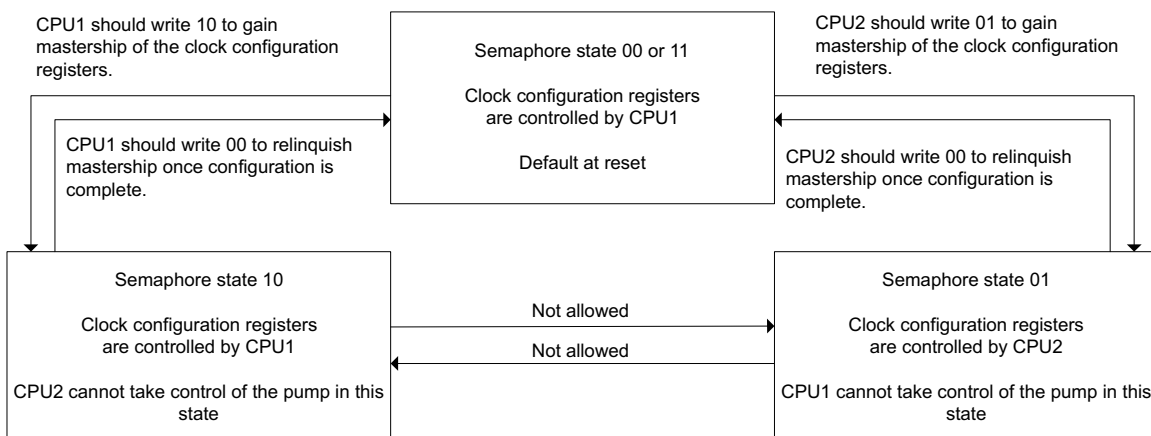 CPU1 should write 10 to gain
mastership of the clock configuration
registers.
Semaphore state 00 or 11
Clock configuration registers
are controlled by CPU1
Default at reset
CPU2 should write 01 to gain
mastership of the clock configuration
registers.
CPU1 should write 00 to relinquish
mastership once configuration is
complete.
CPU2 should write 00 to relinquish
mastership once configuration is
complete.
Semaphore state 10
Clock configuration registers
are controlled by CPU1
CPU2 cannot take control of the pump in this
state
Not allowed
Not allowed
Semaphore state 01
Clock configuration registers
are controlled by CPU2
CPU1 cannot take control of the pump in this
state